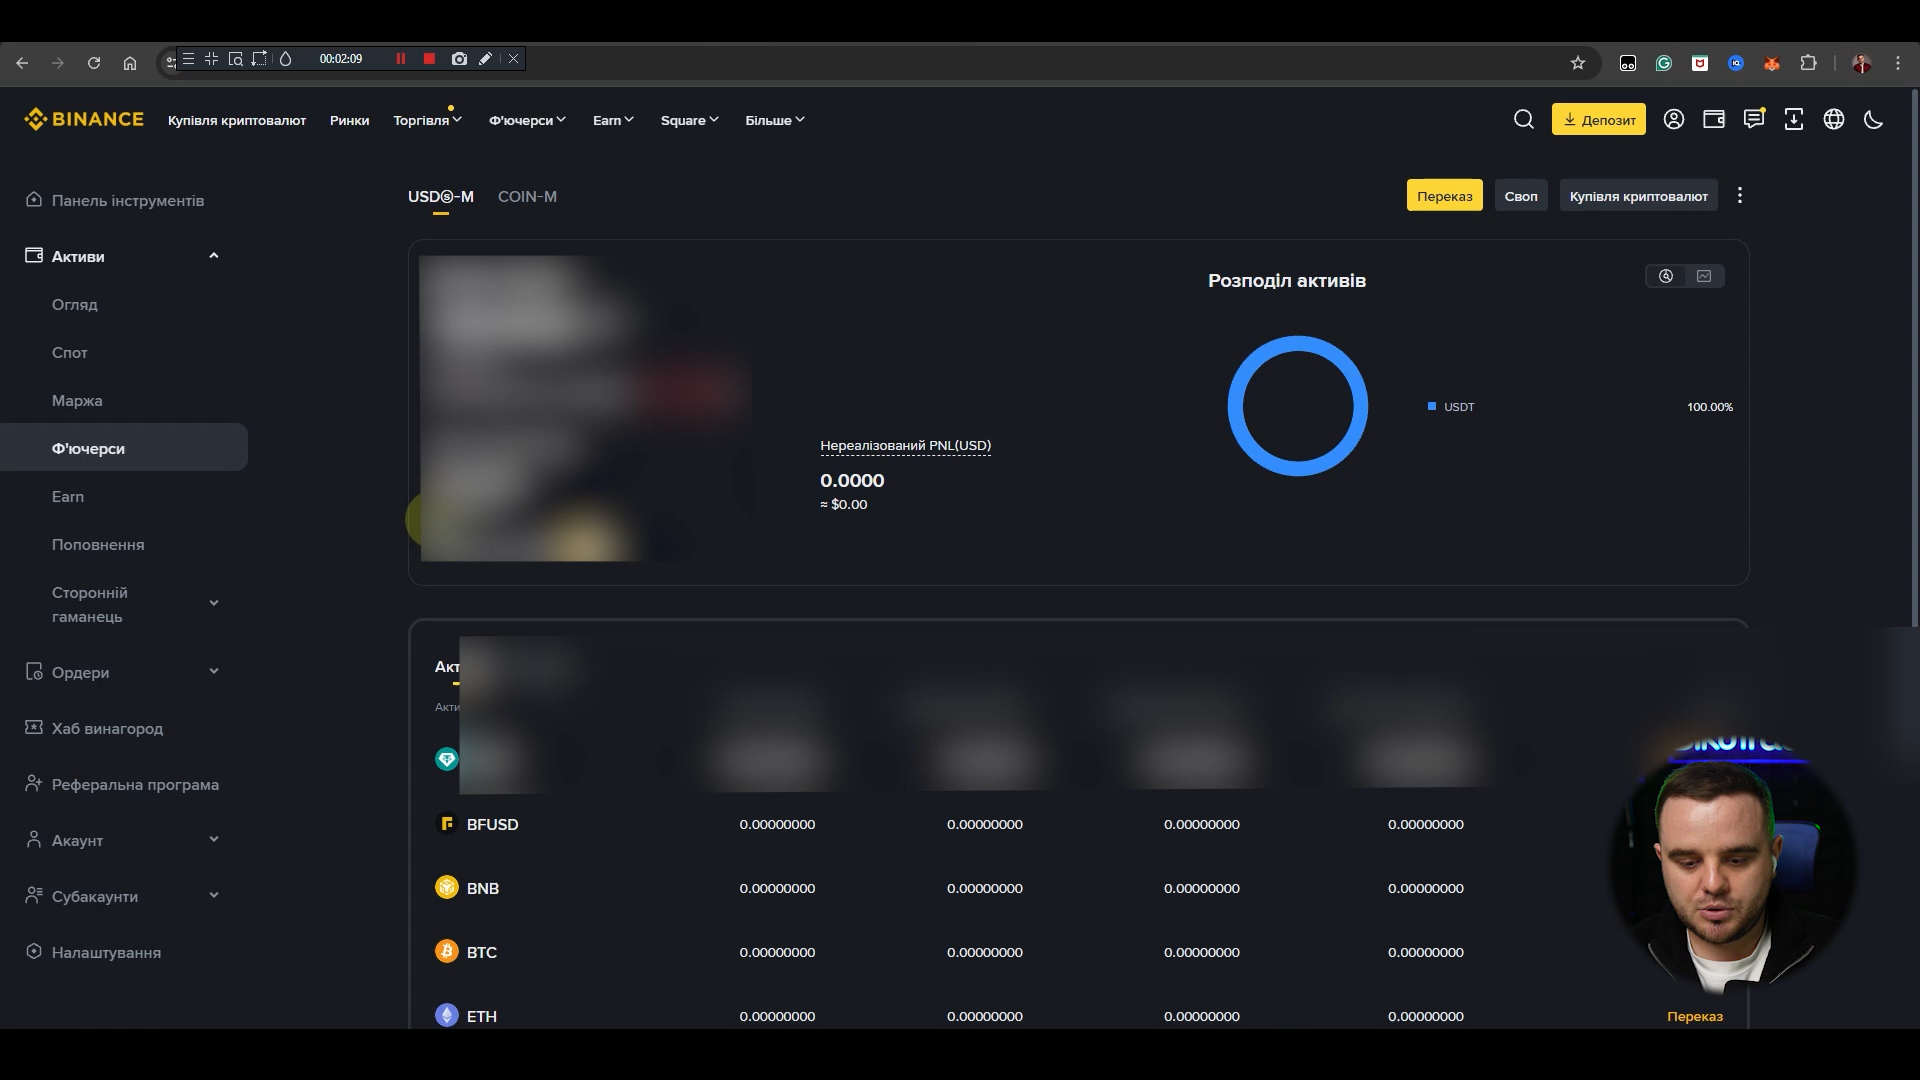 00:02:09
BINANCE
Купівля криптовалют
Ринки
Торгівля
Ф'ючерси
Earn
Square
Більше
Депозит
Панель інструментів
Активи
Огляд
Спот
Маржа
Ф'ючерси
Earn
Поповнення
Сторонній
гаманець
Ордери
Хаб винагород
Реферальна програма
Акаунт
Субакаунти
Налаштування
USDⓈ-M
COIN-M
Переказ
Своп
Купівля криптовалют
Розподіл активів
Нереалізований PNL(USD)
0.0000
≈ $0.00
USDT
100.00%
BFUSD 0.00000000 0.00000000 0.00000000 0.00000000
BNB 0.00000000 0.00000000 0.00000000 0.00000000
BTC 0.00000000 0.00000000 0.00000000 0.00000000
ETH 0.00000000 0.00000000 0.00000000 0.00000000
Переказ